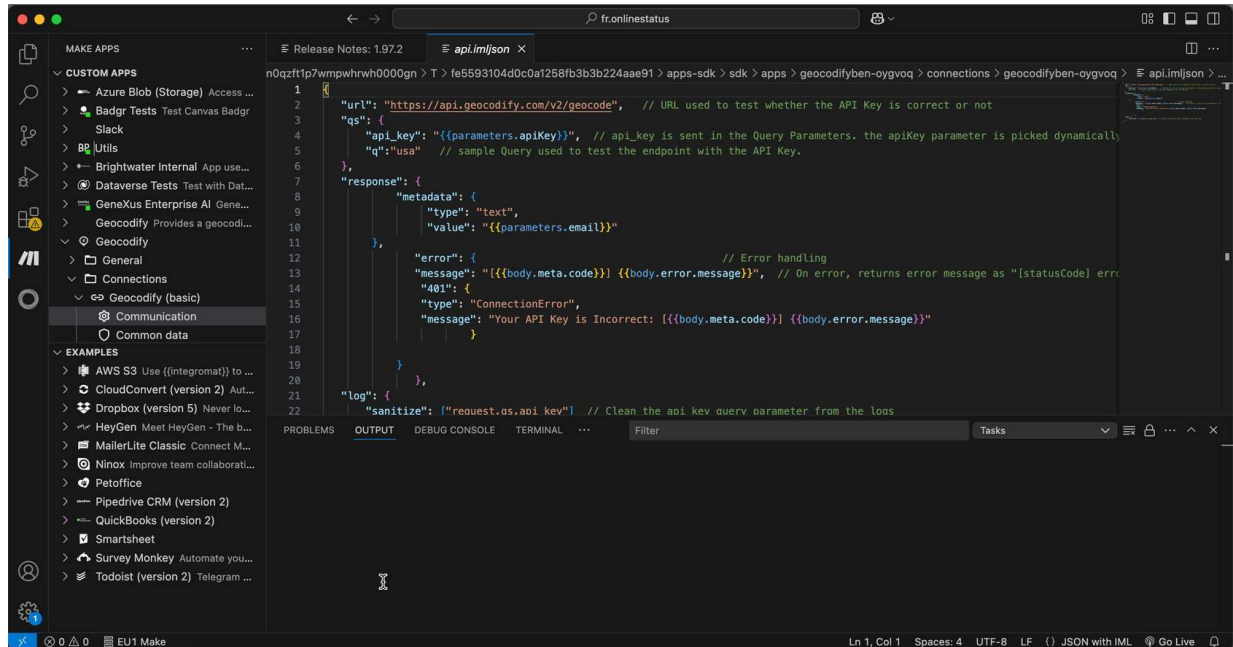 fr.onlinestatus
MAKE APPS ...
CUSTOM APPS
Azure Blob (Storage) Access ...
Badgr Tests Test Canvas Badgr
Slack
Utils
Brightwater Internal App use...
Dataverse Tests Test with Dat...
GeneXus Enterprise AI Gene...
Geocodify Provides a geocodi...
Geocodify
General
Connections
Geocodify (basic)
Communication
Common data
EXAMPLES
AWS S3 Use {{integromat}} to ...
CloudConvert (version 2) Aut...
Dropbox (version 5) Never lo...
HeyGen Meet HeyGen - The b...
MailerLite Classic Connect M...
Ninox Improve team collaborati...
Petoffice
Pipedrive CRM (version 2)
QuickBooks (version 2)
Smartsheet
Survey Monkey Automate you...
Todoist (version 2) Telegram ...
Release Notes: 1.97.2 api.imljson
n0qzft1p7wmpwhrwh0000gn > T > fe5593104d0c0a1258fb3b3b224aae91 > apps-sdk > sdk > apps > geocodifyben-oygvoq > connections > geocodifyben-oygvoq > api.imljson > ...
1 {
2 "url": "https://api.geocodify.com/v2/geocode", // URL used to test whether the API Key is correct or not
3 "qs": {
4 "api_key": "{{parameters.apiKey}}", // api_key is sent in the Query Parameters. the apiKey parameter is picked dynamically
5 "q":"usa" // sample Query used to test the endpoint with the API Key.
6 },
7 "response": {
8 "metadata": {
9 "type": "text",
10 "value": "{{parameters.email}}"
11 },
12 "error": { // Error handling
13 "message": "[{{body.meta.code}}] {{body.error.message}}", // On error, returns error message as "[statusCode] erro
14 "401": {
15 "type": "ConnectionError",
16 "message": "Your API Key is Incorrect: [{{body.meta.code}}] {{body.error.message}}"
17 }
18
19 }
20 },
21 "log": {
22 "sanitize": ["request.qs.api_key"] // Clean the api key query parameter from the logs
PROBLEMS OUTPUT DEBUG CONSOLE TERMINAL ... Filter Tasks
0 0 EU1 Make Ln 1, Col 1 Spaces: 4 UTF-8 LF {} JSON with IML Go Live